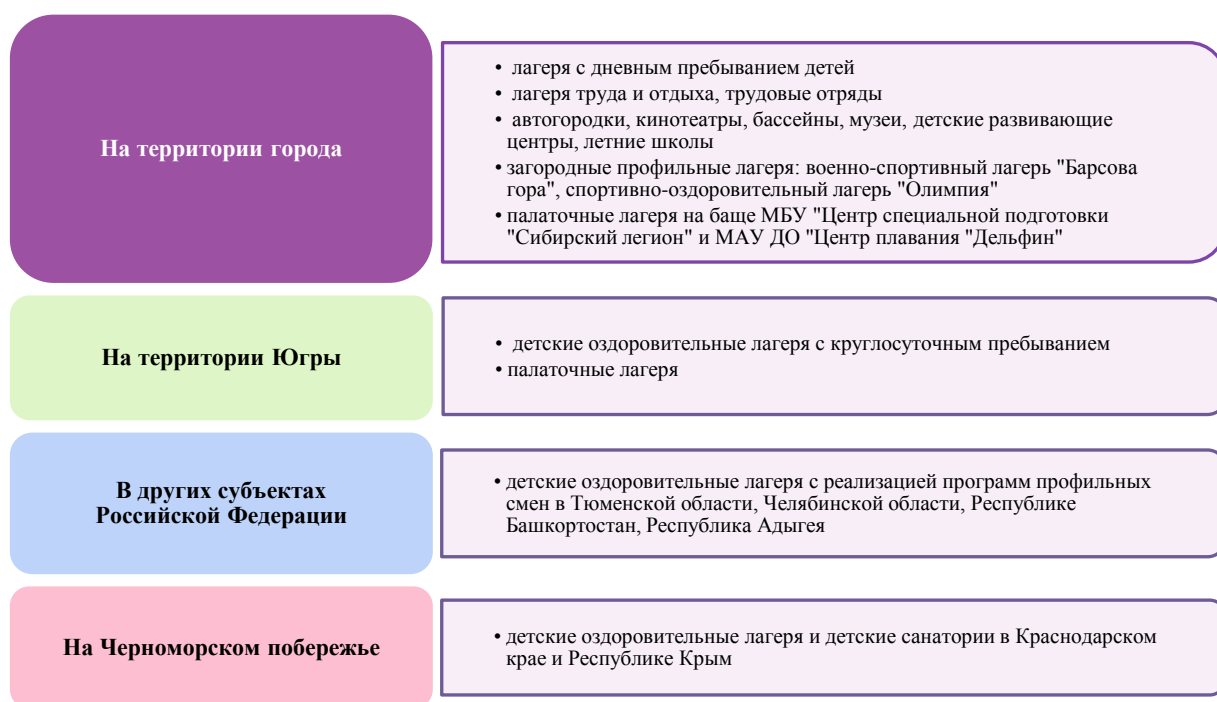 На территории города
• лагеря с дневным пребыванием детей
• лагеря труда и отдыха, трудовые отряды
• автогородки, кинотеатры, бассейны, музеи, детские развивающие
центры, летние школы
• загородные профильные лагеря: военно-спортивный лагерь "Барсова
гора", спортивно-оздоровительный лагерь "Олимпия"
• палаточные лагеря на баще МБУ "Центр специальной подготовки
"Сибирский легион" и МАУ ДО "Центр плавания "Дельфин"
На территории Югры
• детские оздоровительные лагеря с круглосуточным пребыванием
• палаточные лагеря
В других субъектах
Российской Федерации
• детские оздоровительные лагеря с реализацией программ профильных
смен в Тюменской области, Челябинской области, Республике
Башкортостан, Республика Адыгея
На Черноморском побережье
• детские оздоровительные лагеря и детские санатории в Краснодарском
крае и Республике Крым